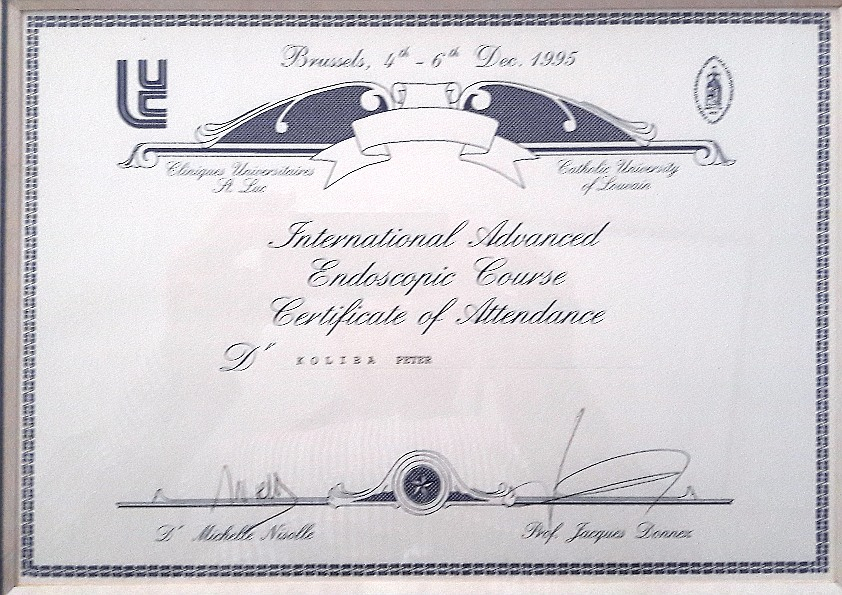 Brussels, 4th - 6th Dec. 1995
Cliniques Universitaires
St. Luc
Catholic University
of Louvain
International Advanced
Endoscopic Course
Certificate of Attendance
Dr KOLIBA PETER
Dr Michelle Nisolle
Prof. Jacques Donnez